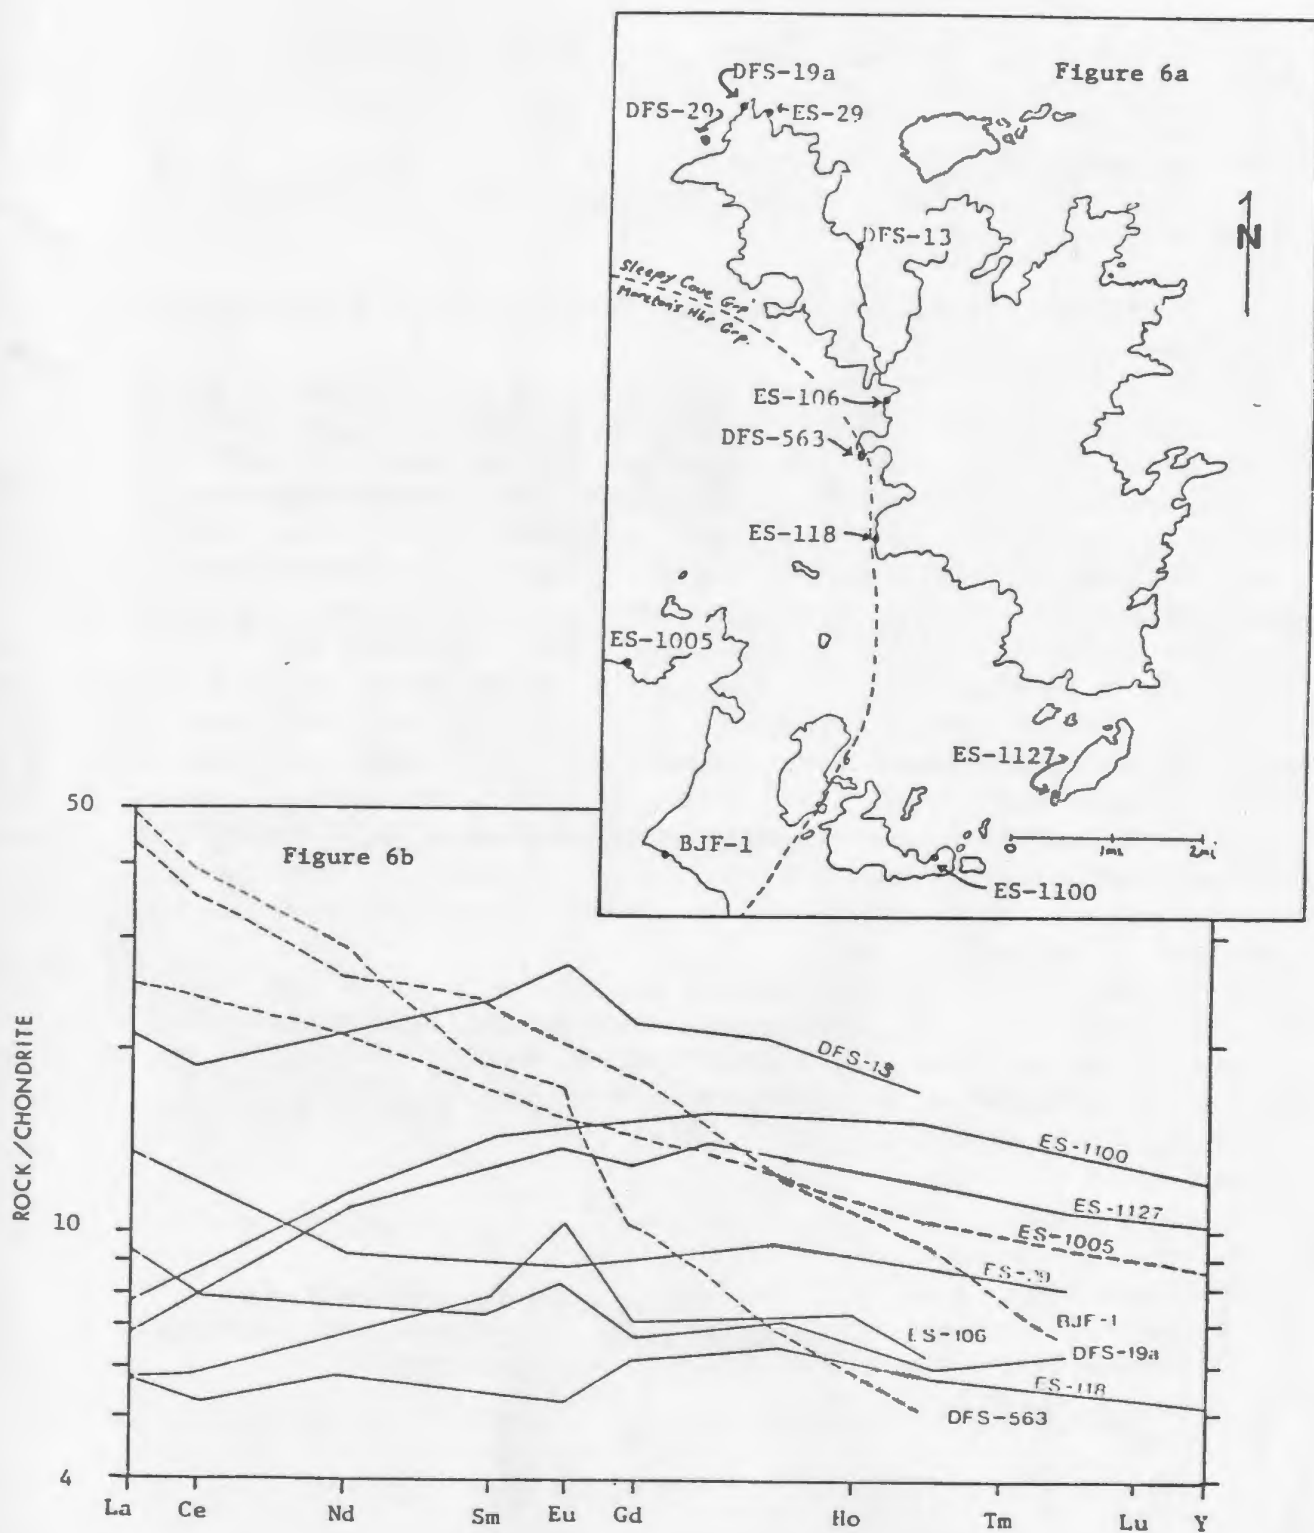 Figure 6a
DFS-19a
DFS-29
ES-29
N
DFS-13
Sleepy Cove Grp.
Moreton's Hbr Grp.
ES-106
DFS-563
ES-118
ES-1005
ES-1127
BJF-1
0 1mi 2mi
ES-1100
50
Figure 6b
ROCK/CHONDRITE
DFS-13
ES-1100
ES-1127
10
ES-1005
ES-29
BJF-1
ES-106
DFS-19a
ES-118
DFS-563
4
La Ce Nd Sm Eu Gd Ho Tm Lu Y